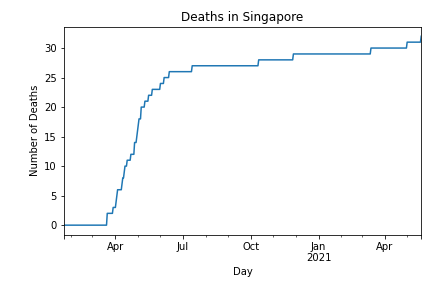 Deaths in Singapore
Number of Deaths
30
25
20
15
10
5
0
Apr
Jul
Oct
Jan
2021
Apr
Day